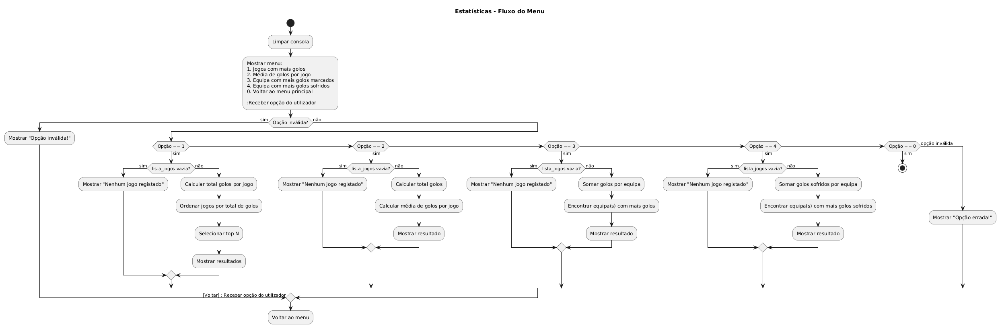 Estatísticas - Fluxo do Menu
Limpar consola
Mostrar menu:
1. Jogos com mais golos
2. Média de golos por jogo
3. Equipa com mais golos marcados
4. Equipa com mais golos sofridos
0. Voltar ao menu principal
:Receber opção do utilizador
sim
Opção inválida?
não
Mostrar "Opção inválida!"
Opção == 1
sim
lista_jogos vazia?
sim
não
Mostrar "Nenhum jogo registado"
Calcular total golos por jogo
Ordenar jogos por total de golos
Selecionar top N
Mostrar resultados
Opção == 2
sim
lista_jogos vazia?
sim
não
Mostrar "Nenhum jogo registado"
Calcular total golos
Calcular média de golos por jogo
Mostrar resultado
Opção == 3
sim
lista_jogos vazia?
sim
não
Mostrar "Nenhum jogo registado"
Somar golos por equipa
Encontrar equipa(s) com mais golos
Mostrar resultado
Opção == 4
sim
lista_jogos vazia?
sim
não
Mostrar "Nenhum jogo registado"
Somar golos sofridos por equipa
Encontrar equipa(s) com mais golos sofridos
Mostrar resultado
Opção == 0
sim
opção inválida
Mostrar "Opção errada!"
[Voltar] : Receber opção do utilizador
Voltar ao menu